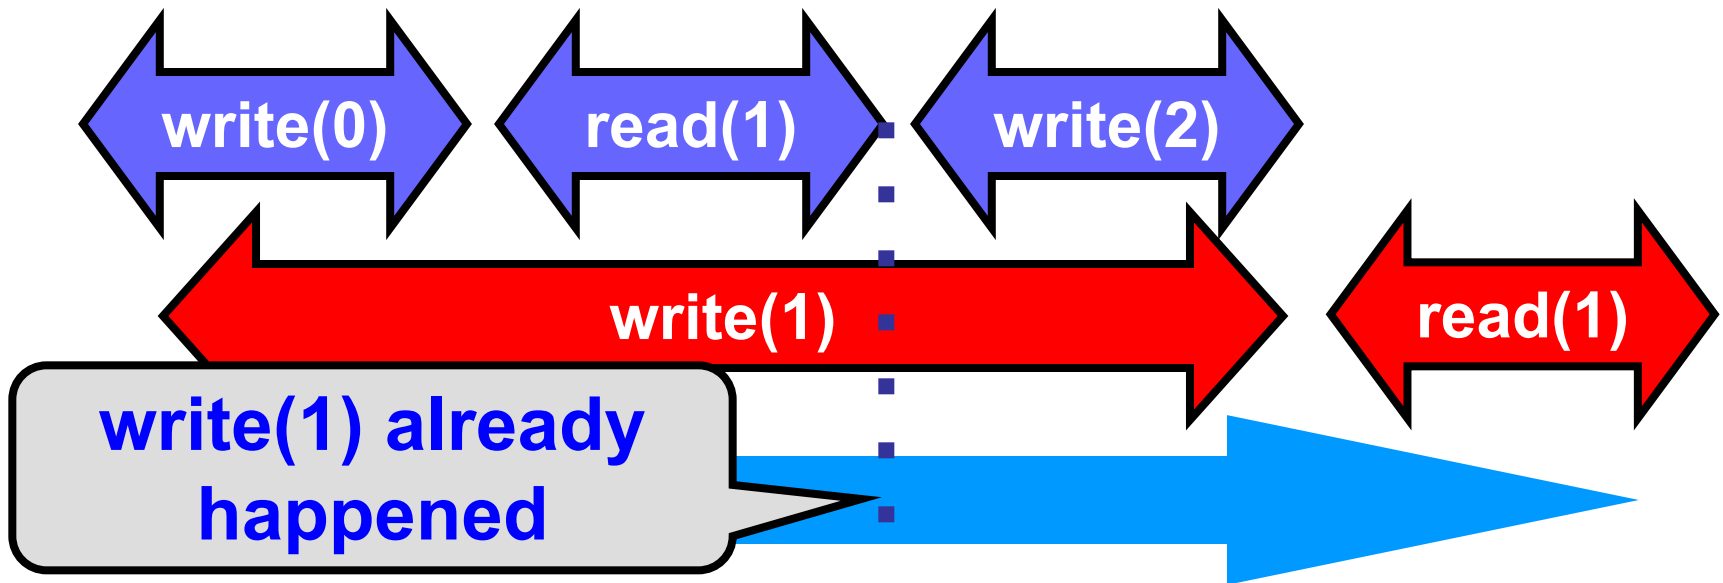 write(0) read(1) write(2)
write(1) read(1)
write(1) already
happened